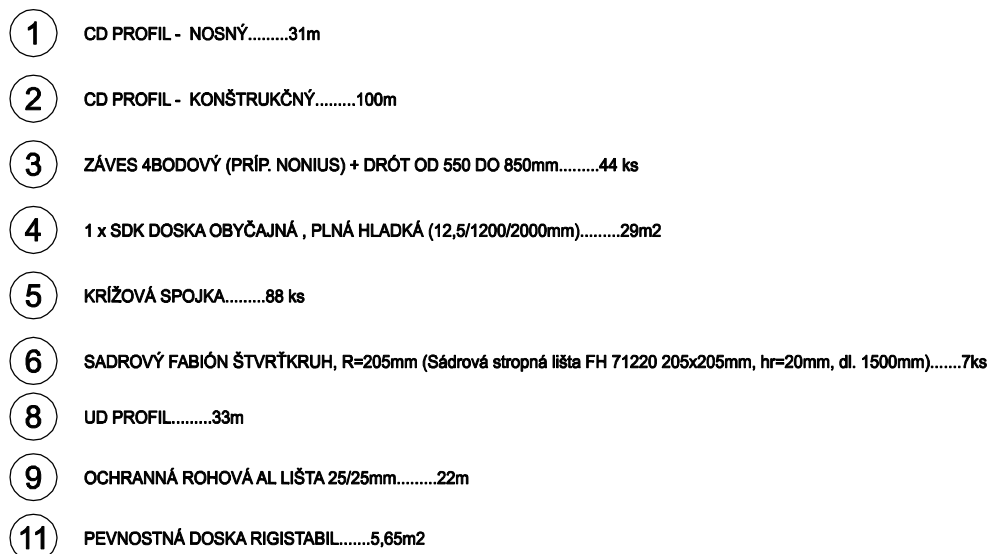 1 CD PROFIL - NOSNÝ.........31m
2 CD PROFIL - KONŠTRUKČNÝ.........100m
3 ZÁVES 4BODOVÝ (PRÍP. NONIUS) + DRÓT OD 550 DO 850mm.........44 ks
4 1 x SDK DOSKA OBYČAJNÁ , PLNÁ HLADKÁ (12,5/1200/2000mm).........29m2
5 KRÍŽOVÁ SPOJKA.........88 ks
6 SADROVÝ FABIÓN ŠTVRŤKRUH, R=205mm (Sádrová stropná lišta FH 71220 205x205mm, hr=20mm, dl. 1500mm).......7ks
8 UD PROFIL.........33m
9 OCHRANNÁ ROHOVÁ AL LIŠTA 25/25mm.........22m
11 PEVNOSTNÁ DOSKA RIGISTABIL.......5,65m2